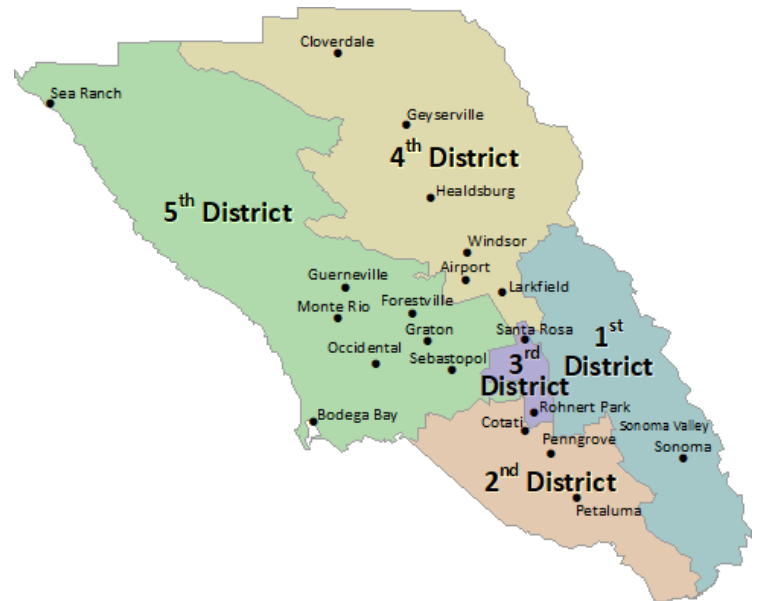 Cloverdale
Sea Ranch
Geyserville
4th District
Healdsburg
5th District
Windsor
Airport
Guerneville
Larkfield
Monte Rio
Forestville
Graton
Santa Rosa
1st
District
Occidental
Sebastopol
3rd
District
Bodega Bay
Rohnert Park
Cotati
Sonoma Valley
Penngrove
Sonoma
2nd District
Petaluma